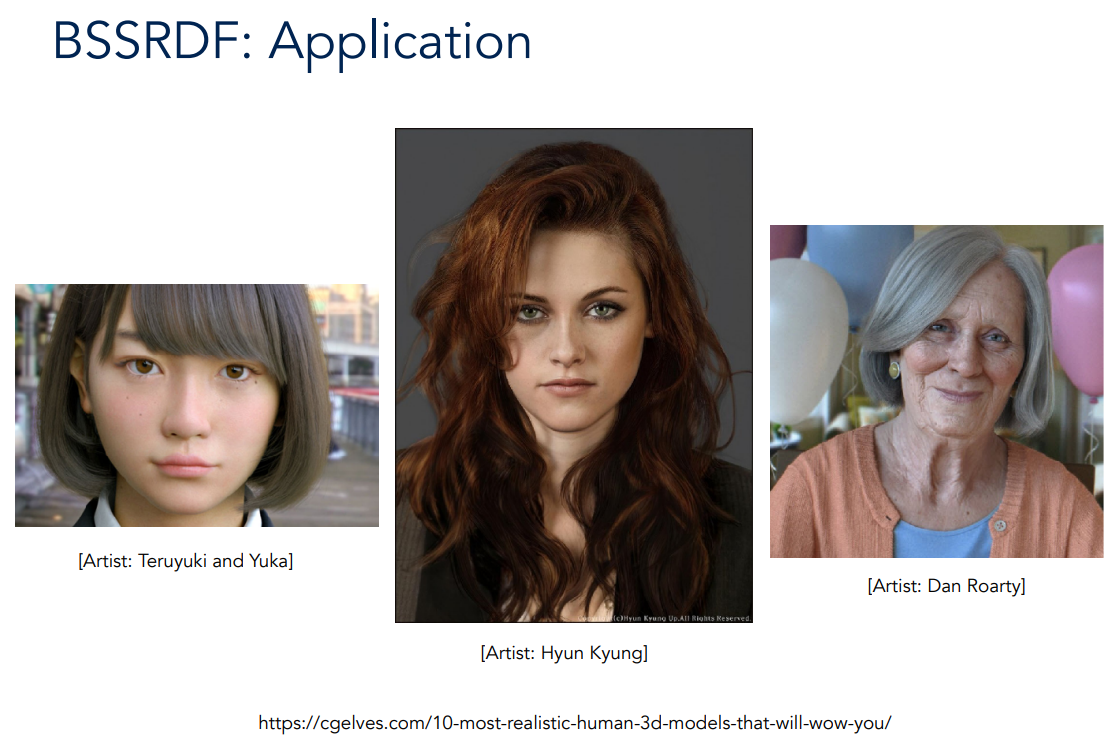 BSSRDF: Application
[Artist: Teruyuki and Yuka]
(c)Hyun Kyung Up.All Rights Reserved.
[Artist: Hyun Kyung]
[Artist: Dan Roarty]
https://cgelves.com/10-most-realistic-human-3d-models-that-will-wow-you/